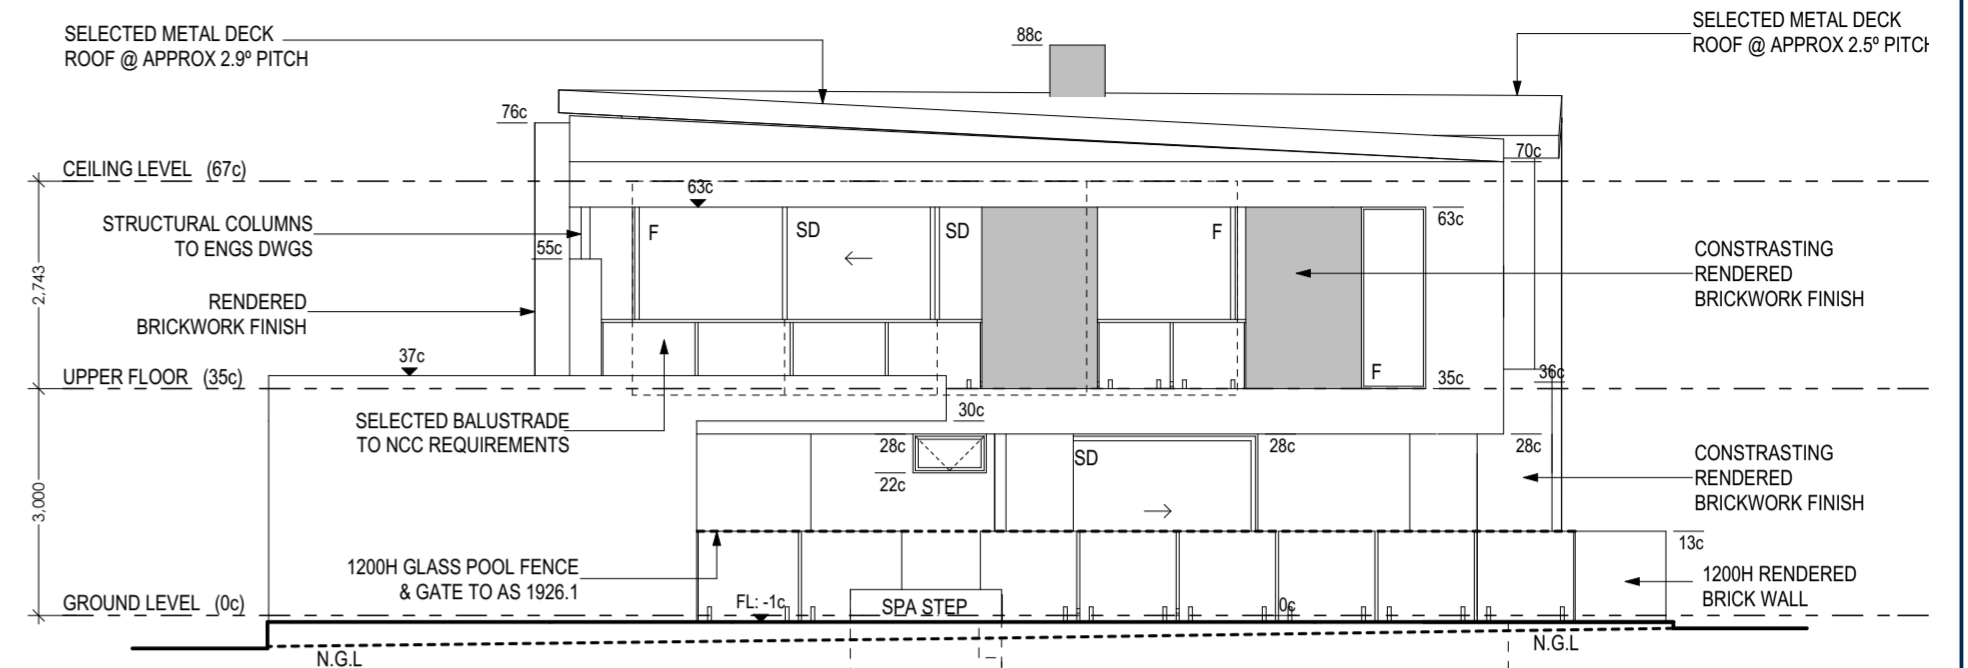 SELECTED METAL DECK
ROOF @ APPROX 2.9º PITCH
88c
SELECTED METAL DECK
ROOF @ APPROX 2.5º PITCH
76c
CEILING LEVEL (67c)
70c
63c
63c
STRUCTURAL COLUMNS
TO ENGS DWGS
55c
F
SD
SD
F
CONSTRASTING
RENDERED
BRICKWORK FINISH
2,743
RENDERED
BRICKWORK FINISH
37c
UPPER FLOOR (35c)
F
35c
36c
SELECTED BALUSTRADE
TO NCC REQUIREMENTS
30c
28c
SD
28c
28c
22c
CONSTRASTING
RENDERED
BRICKWORK FINISH
3,000
1200H GLASS POOL FENCE
& GATE TO AS 1926.1
13c
1200H RENDERED
BRICK WALL
GROUND LEVEL (0c)
FL: -1c
SPA STEP
0c
N.G.L
N.G.L